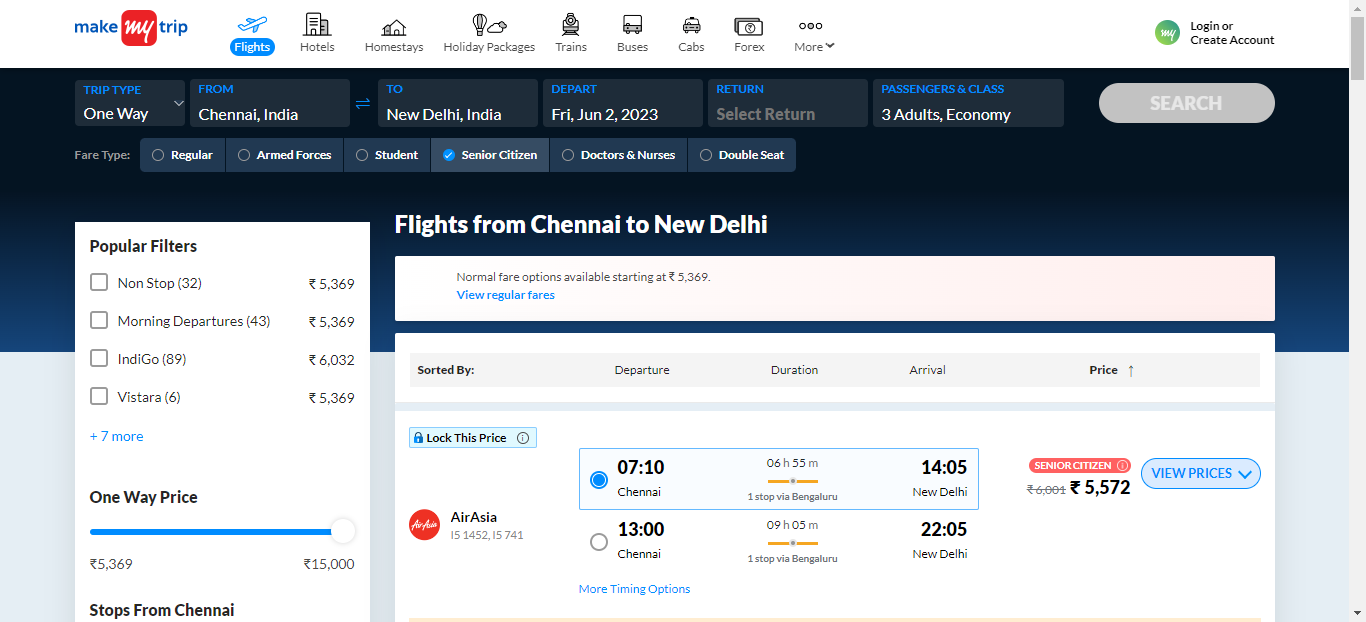 make my trip
Flights
Hotels
Homestays
Holiday Packages
Trains
Buses
Cabs
Forex
More
my
Login or
Create Account
TRIP TYPE
One Way
FROM
Chennai, India
TO
New Delhi, India
DEPART
Fri, Jun 2, 2023
RETURN
Select Return
PASSENGERS & CLASS
3 Adults, Economy
SEARCH
Fare Type:
Regular
Armed Forces
Student
Senior Citizen
Doctors & Nurses
Double Seat
Popular Filters
Non Stop (32) ₹ 5,369
Morning Departures (43) ₹ 5,369
IndiGo (89) ₹ 6,032
Vistara (6) ₹ 5,369
+ 7 more
One Way Price
₹5,369 ₹15,000
Stops From Chennai
Flights from Chennai to New Delhi
Normal fare options available starting at ₹ 5,369.
View regular fares
Sorted By: Departure Duration Arrival Price ↑
Lock This Price
AirAsia
AirAsia
I5 1452, I5 741
07:10 06 h 55 m 14:05
Chennai 1 stop via Bengaluru New Delhi
13:00 09 h 05 m 22:05
Chennai 1 stop via Bengaluru New Delhi
More Timing Options
SENIOR CITIZEN
₹ 6,001 ₹ 5,572
VIEW PRICES